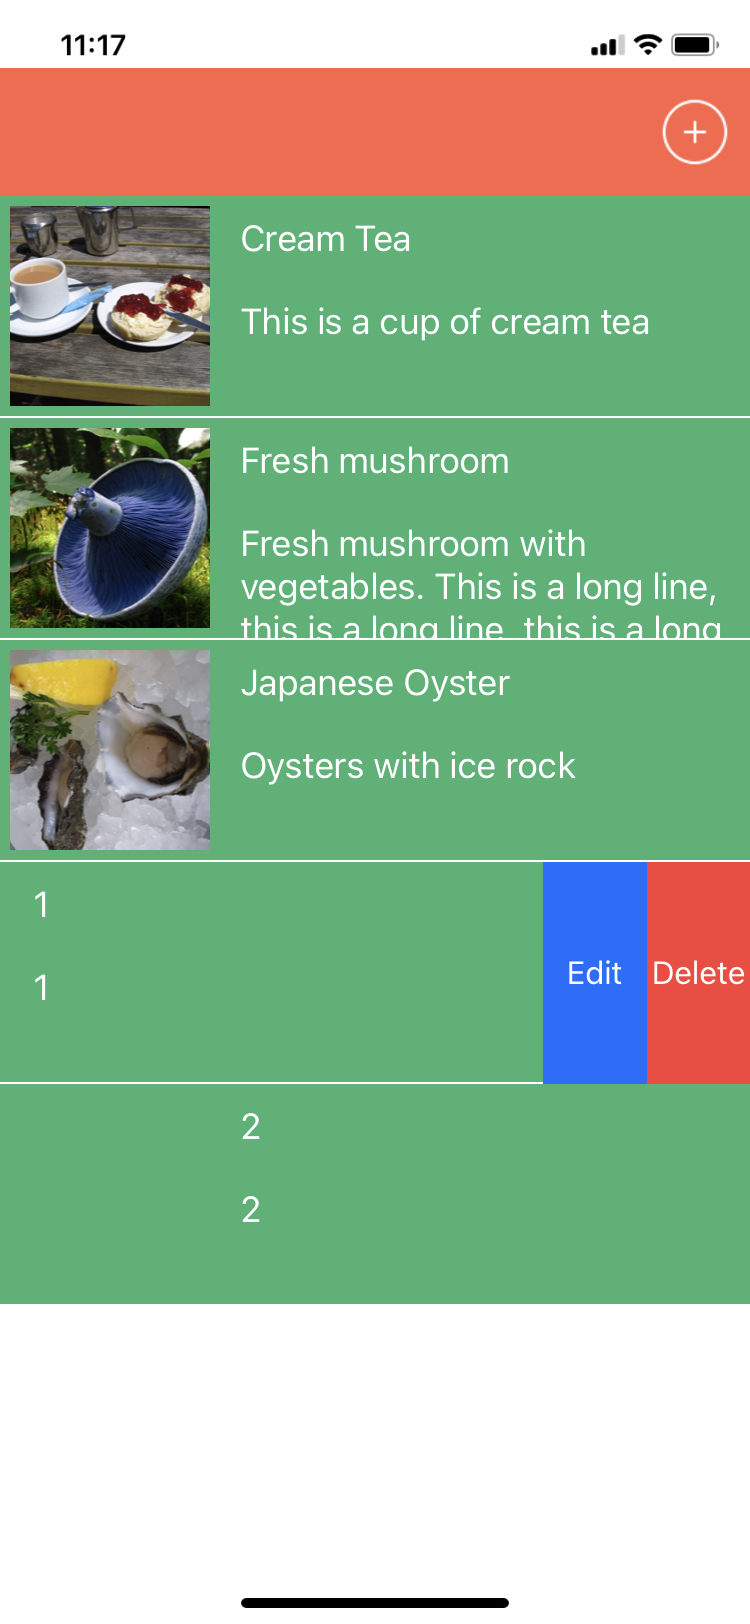 11:17
Cream Tea
This is a cup of cream tea
Fresh mushroom
Fresh mushroom with
vegetables. This is a long line,
this is a long line, this is a long
Japanese Oyster
Oysters with ice rock
1
1
Edit
Delete
2
2